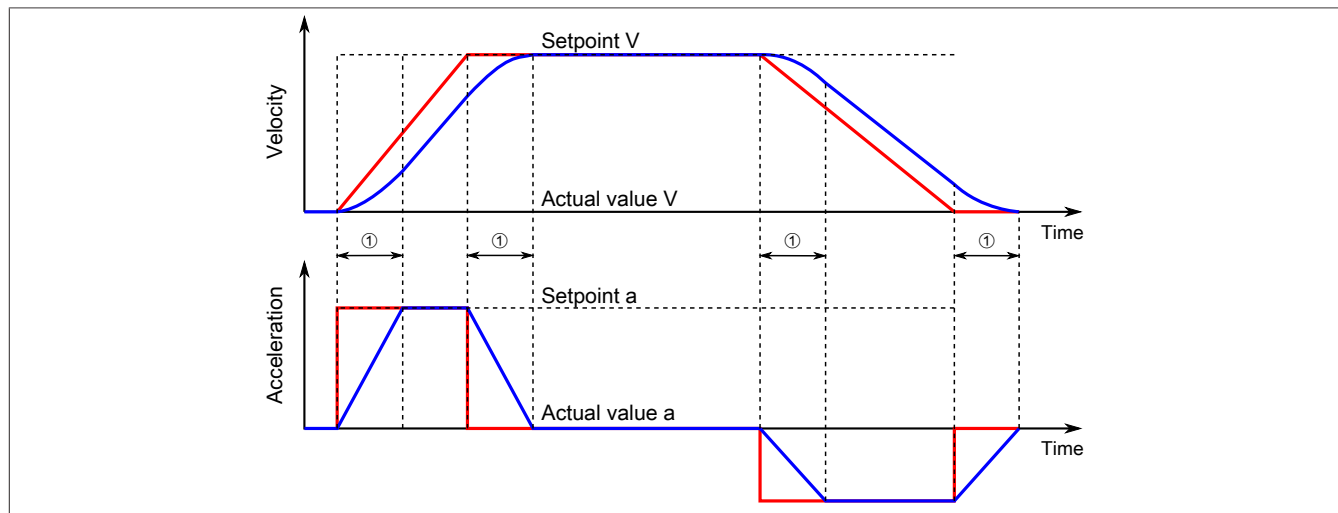 Setpoint V
Velocity
Actual value V
Time
① ① ① ①
Setpoint a
Acceleration
Actual value a
Time